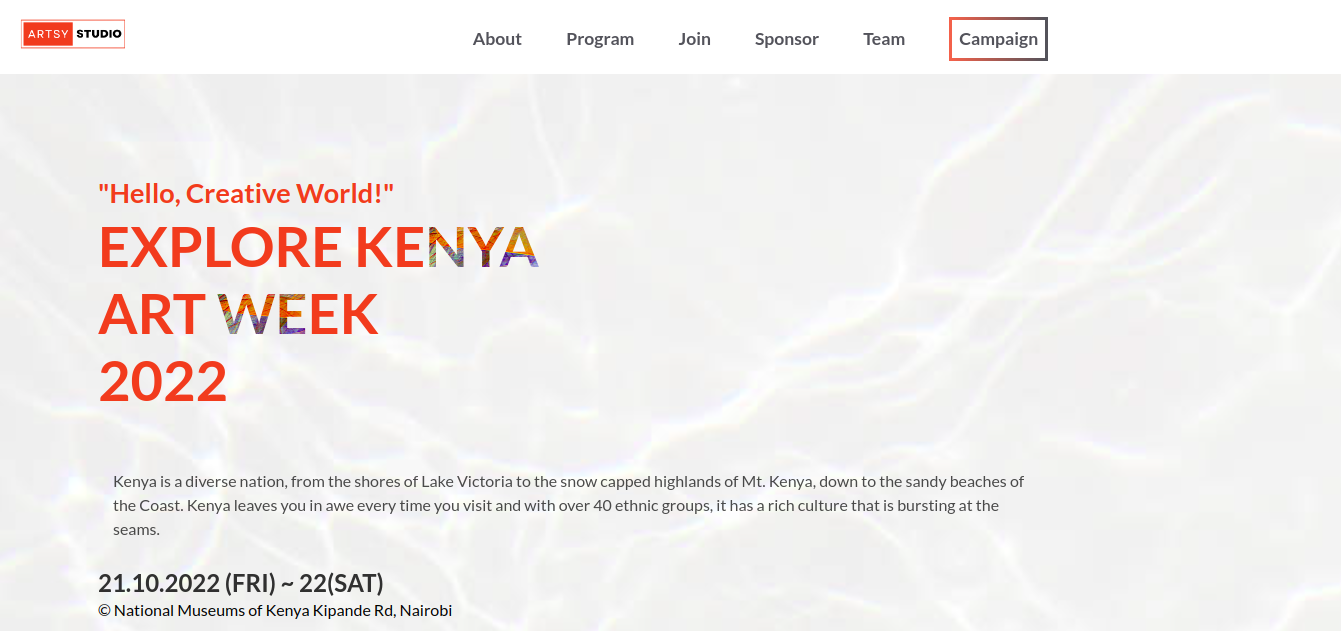 ARTSY STUDIO
About Program Join Sponsor Team Campaign
"Hello, Creative World!"
EXPLORE KENYA
ART WEEK
2022
Kenya is a diverse nation, from the shores of Lake Victoria to the snow capped highlands of Mt. Kenya, down to the sandy beaches of
the Coast. Kenya leaves you in awe every time you visit and with over 40 ethnic groups, it has a rich culture that is bursting at the
seams.
21.10.2022 (FRI) ~ 22(SAT)
© National Museums of Kenya Kipande Rd, Nairobi